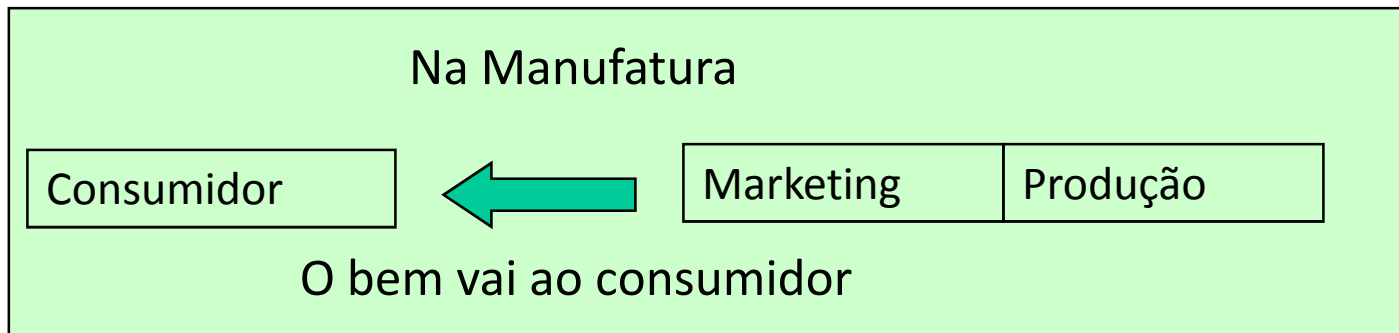 Na Manufatura
Consumidor
Marketing
Produção
O bem vai ao consumidor